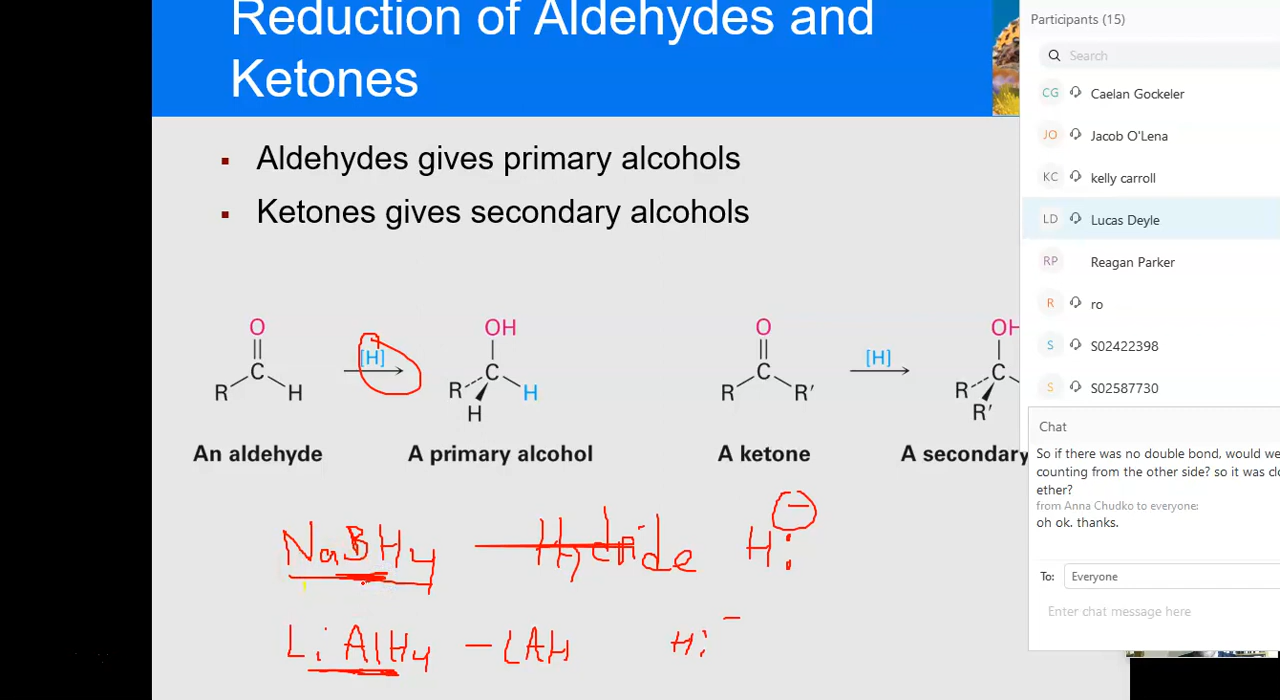 Reduction of Aldehydes and
Ketones
Aldehydes gives primary alcohols
Ketones gives secondary alcohols
O
[H]
R C H
OH
R C H
H
An aldehyde
A primary alcohol
O
[H]
R C R'
OH
R C
R'
A ketone
A secondary
NaBH4 Hydride H: −
LiAlH4 − LAH H: −
Participants (15)
Search
CG Caelan Gockeler
JO Jacob O'Lena
KC kelly carroll
LD Lucas Deyle
RP Reagan Parker
R ro
S S02422398
S S02587730
Chat
So if there was no double bond, would we
counting from the other side? so it was clo
ether?
from Anna Chudko to everyone:
oh ok. thanks.
To: Everyone
Enter chat message here